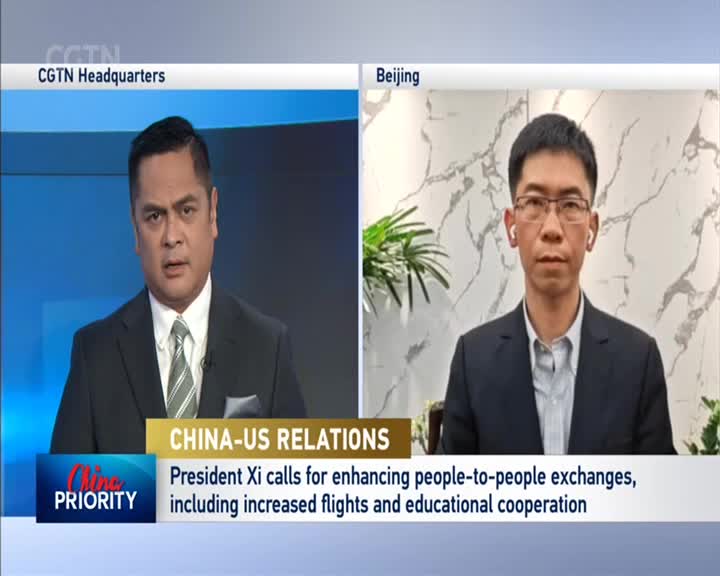 CGTN
CGTN Headquarters
Beijing
CHINA-US RELATIONS
China
PRIORITY
President Xi calls for enhancing people-to-people exchanges,
including increased flights and educational cooperation